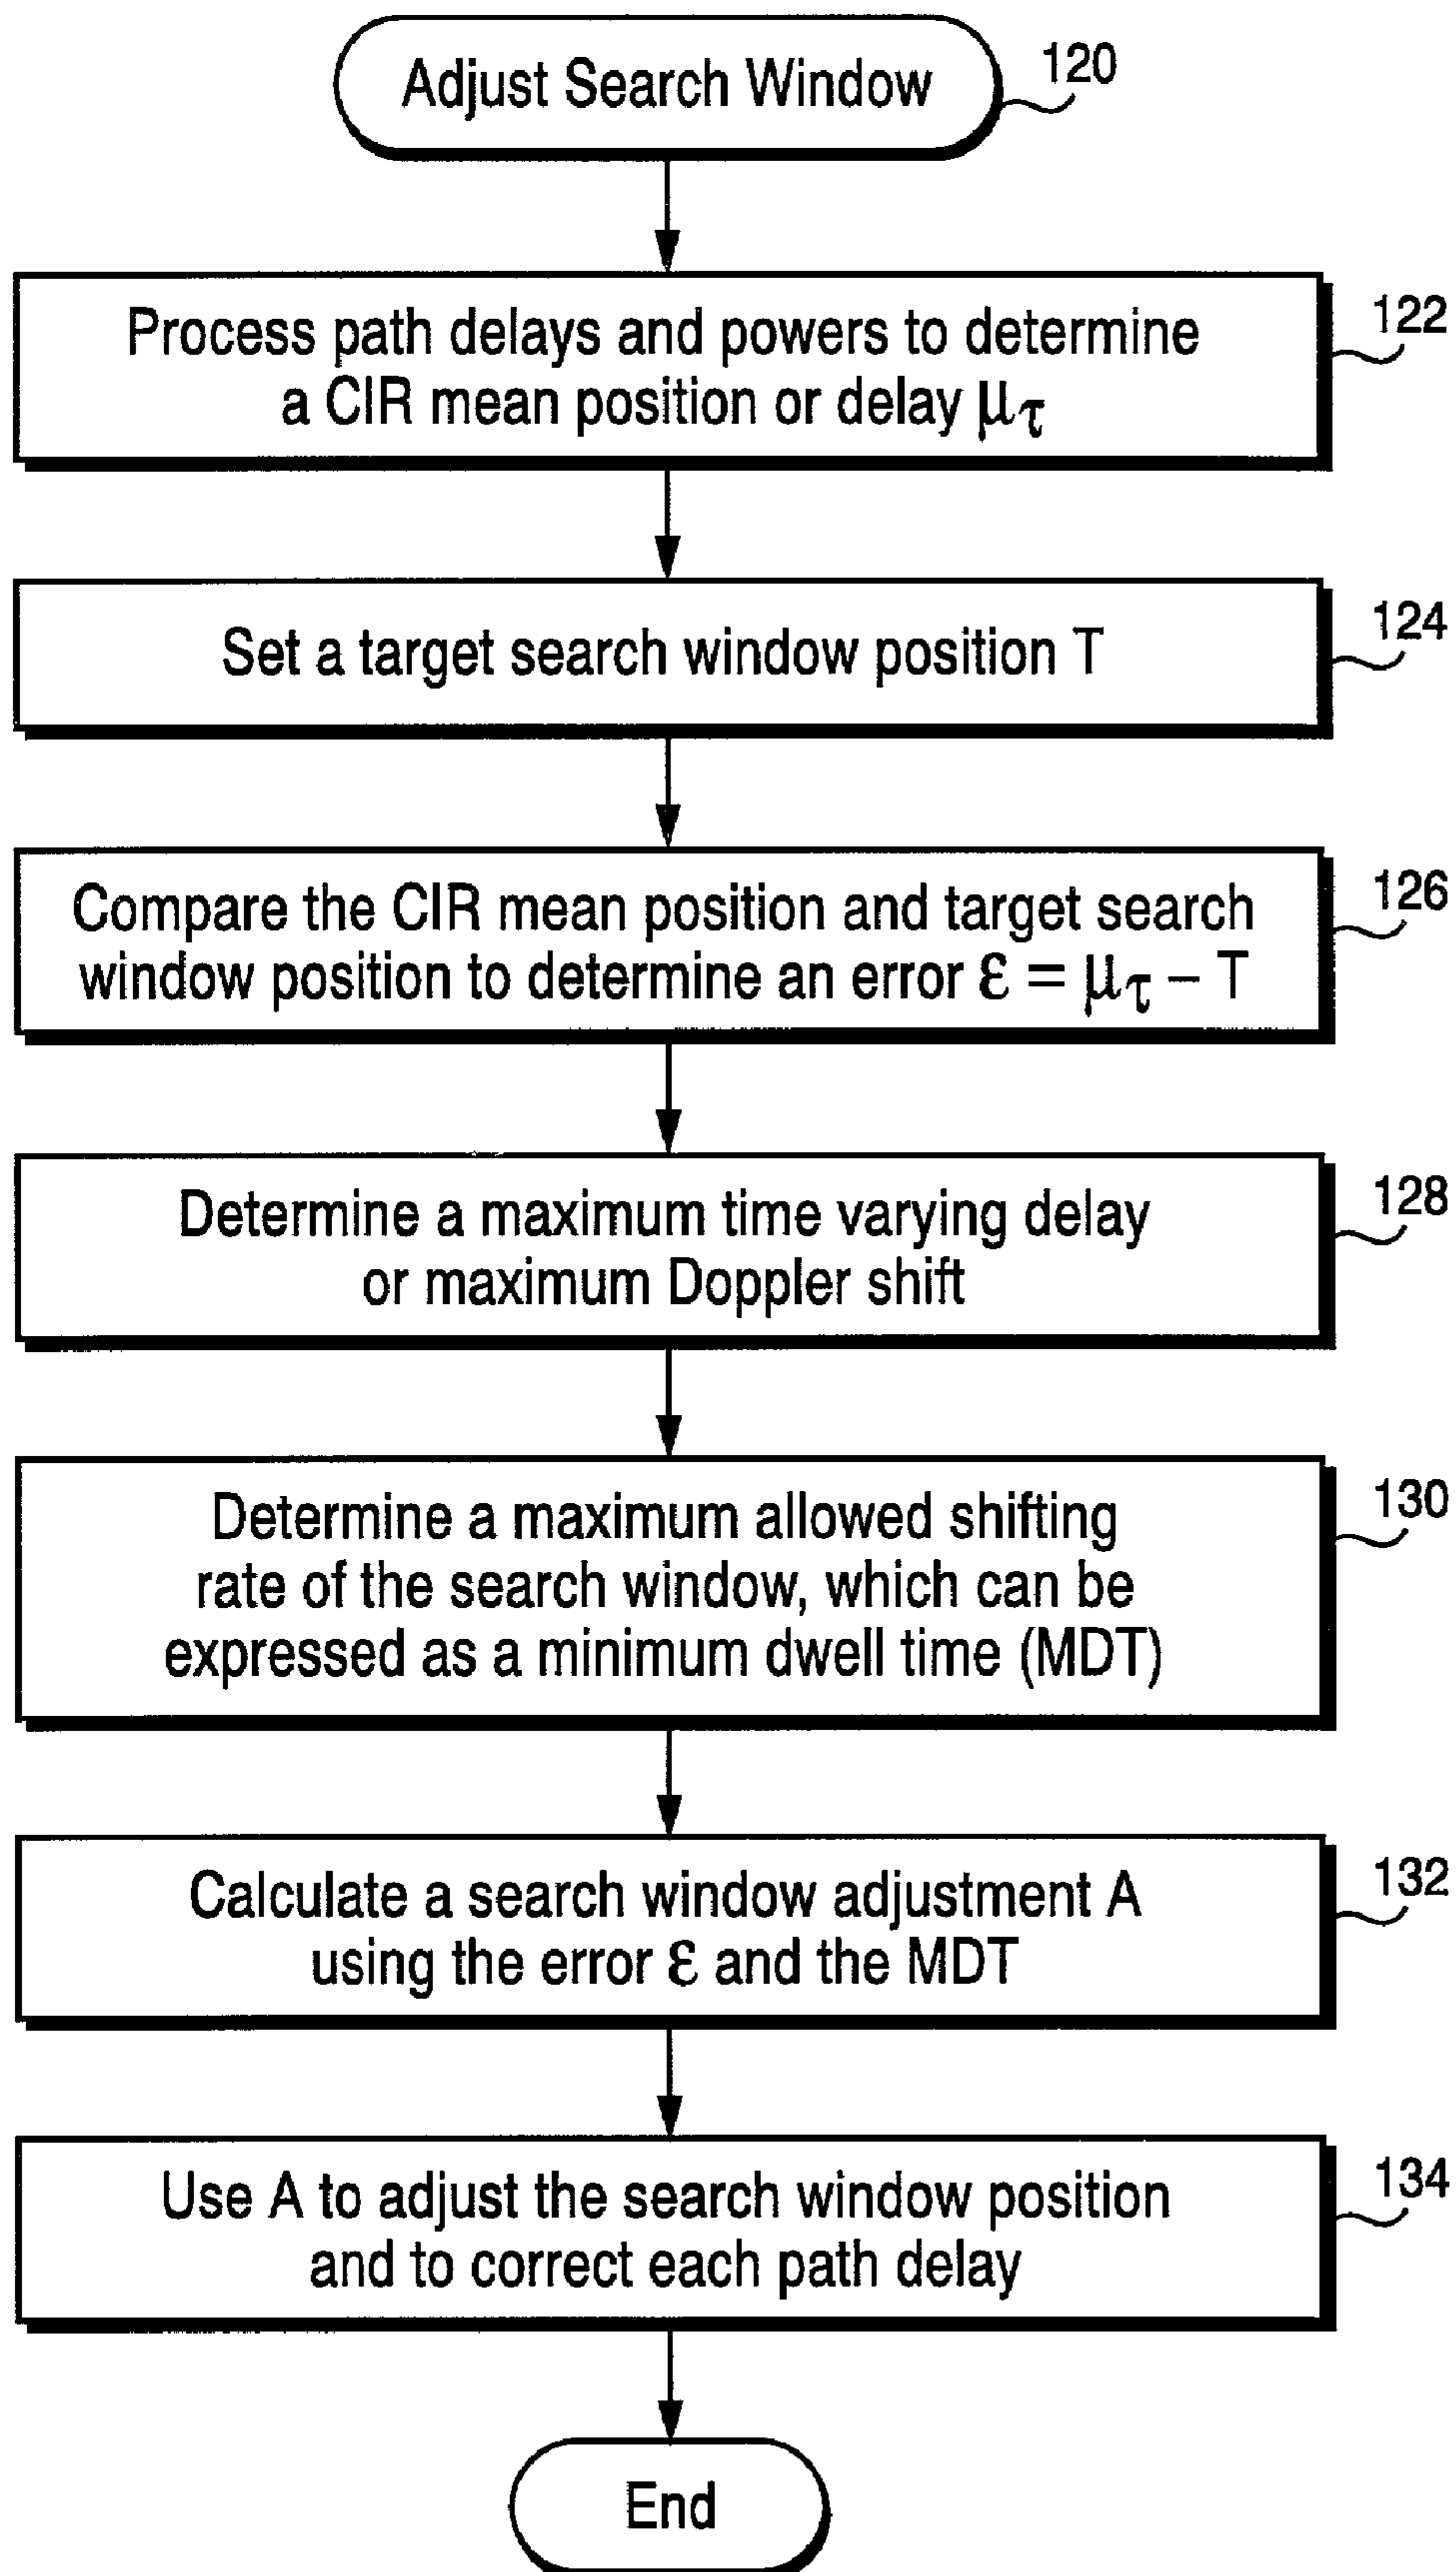 Adjust Search Window
120
Process path delays and powers to determine
a CIR mean position or delay μτ
122
Set a target search window position T
124
Compare the CIR mean position and target search
window position to determine an error ε = μτ – T
126
Determine a maximum time varying delay
or maximum Doppler shift
128
Determine a maximum allowed shifting
rate of the search window, which can be
expressed as a minimum dwell time (MDT)
130
Calculate a search window adjustment A
using the error ε and the MDT
132
Use A to adjust the search window position
and to correct each path delay
134
End